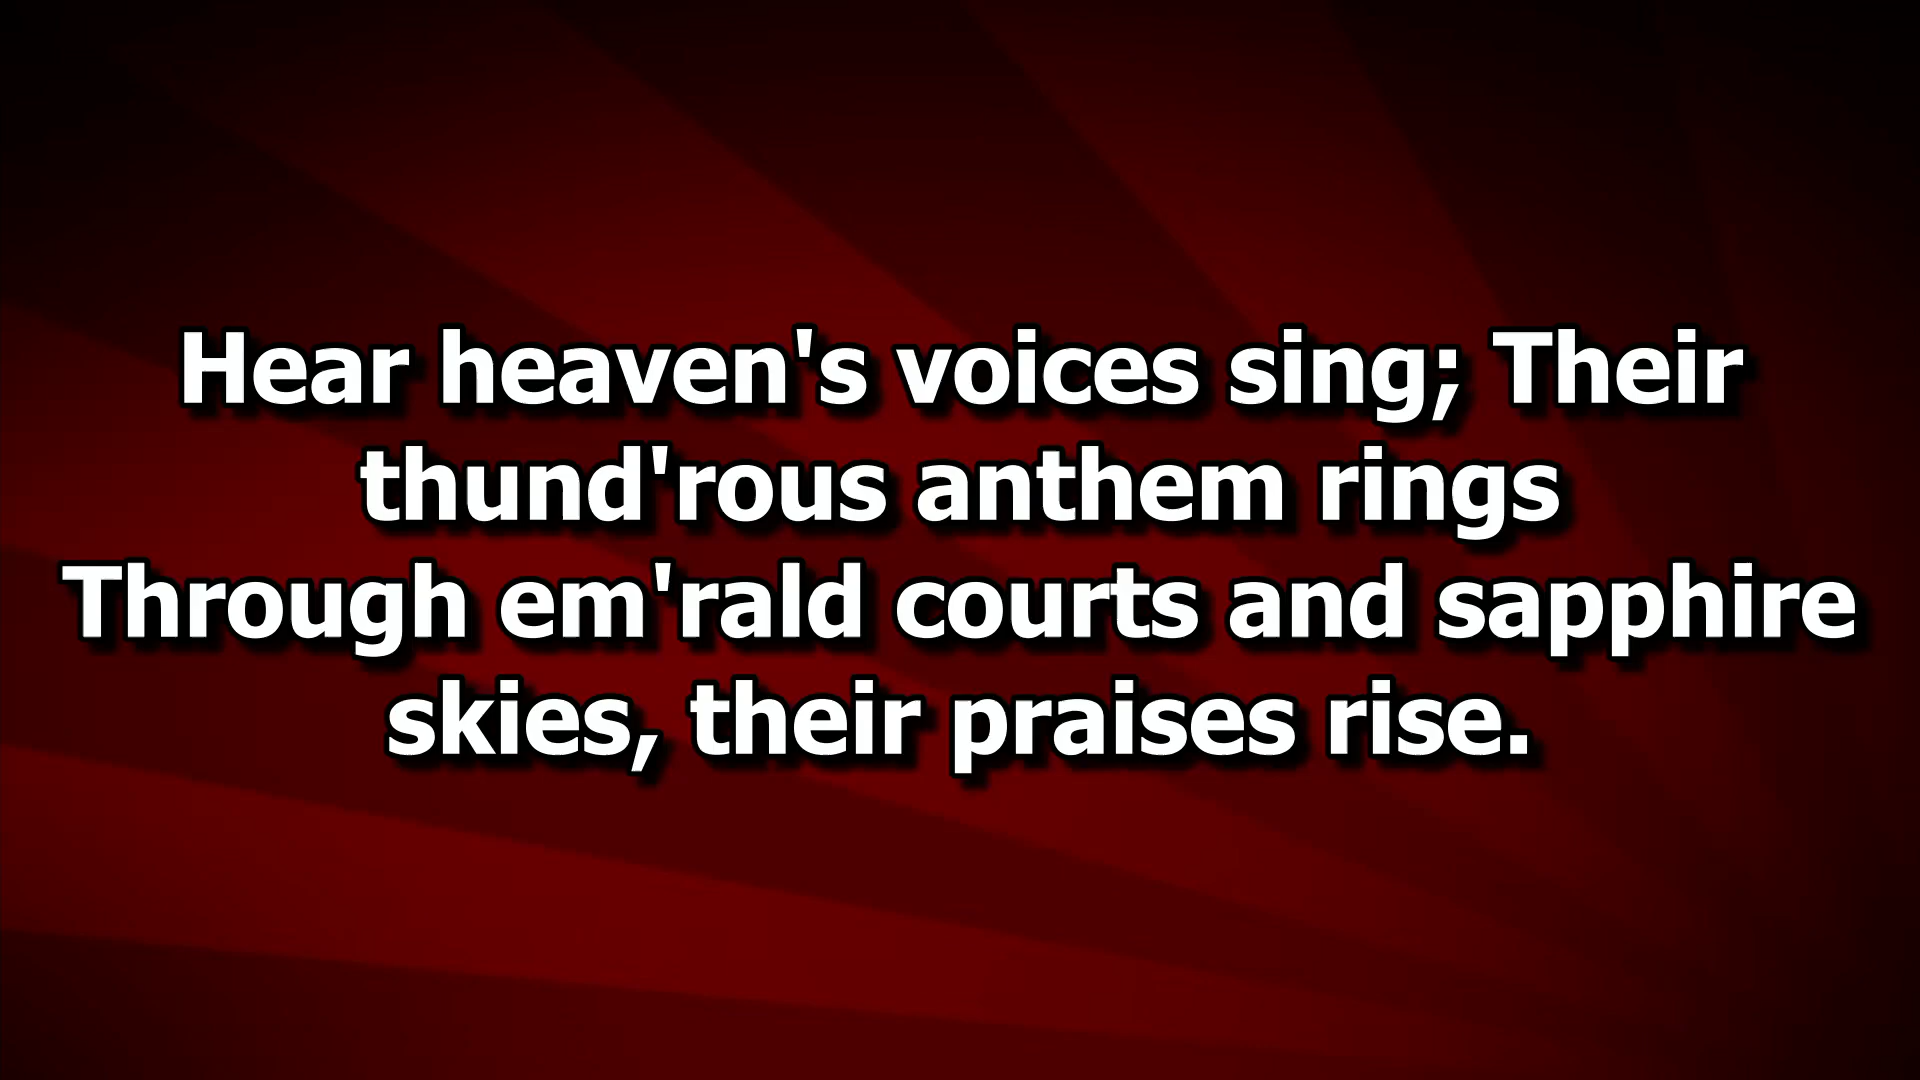 Hear heaven's voices sing; Their
thund'rous anthem rings
Through em'rald courts and sapphire
skies, their praises rise.